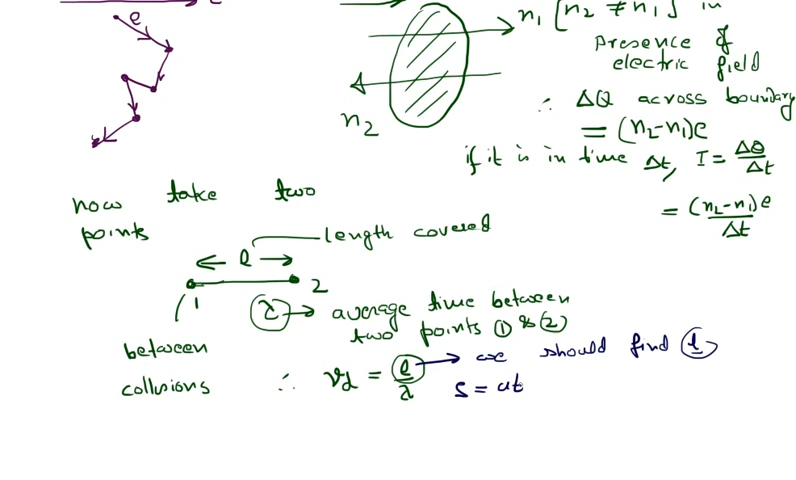 e
n₁ [n₂ ≠ n₁] in
presence of
electric field
n₂
∴ ΔQ across boundary
= (n₂-n₁)e
if it is in time Δt, I = ΔQ/Δt
= (n₂-n₁)e/Δt
now take two
points
length covered
← l →
1 2
λ → average time between
two points ① & ②
between
collusions
∴ v_d = l/λ → we should find l
S = ut